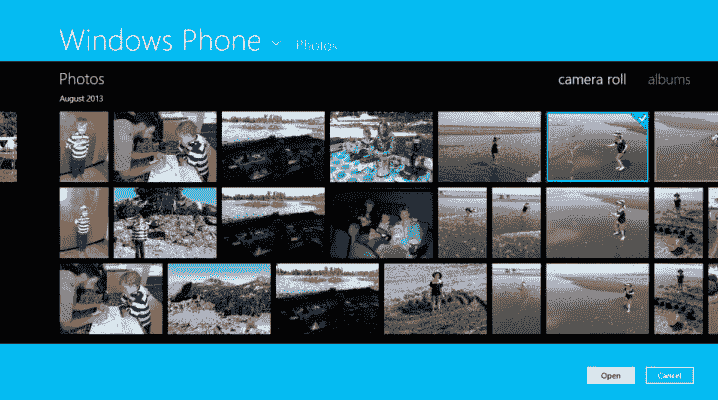 Windows Phone Photos
Photos
camera roll albums
August 2013
Open Cancel